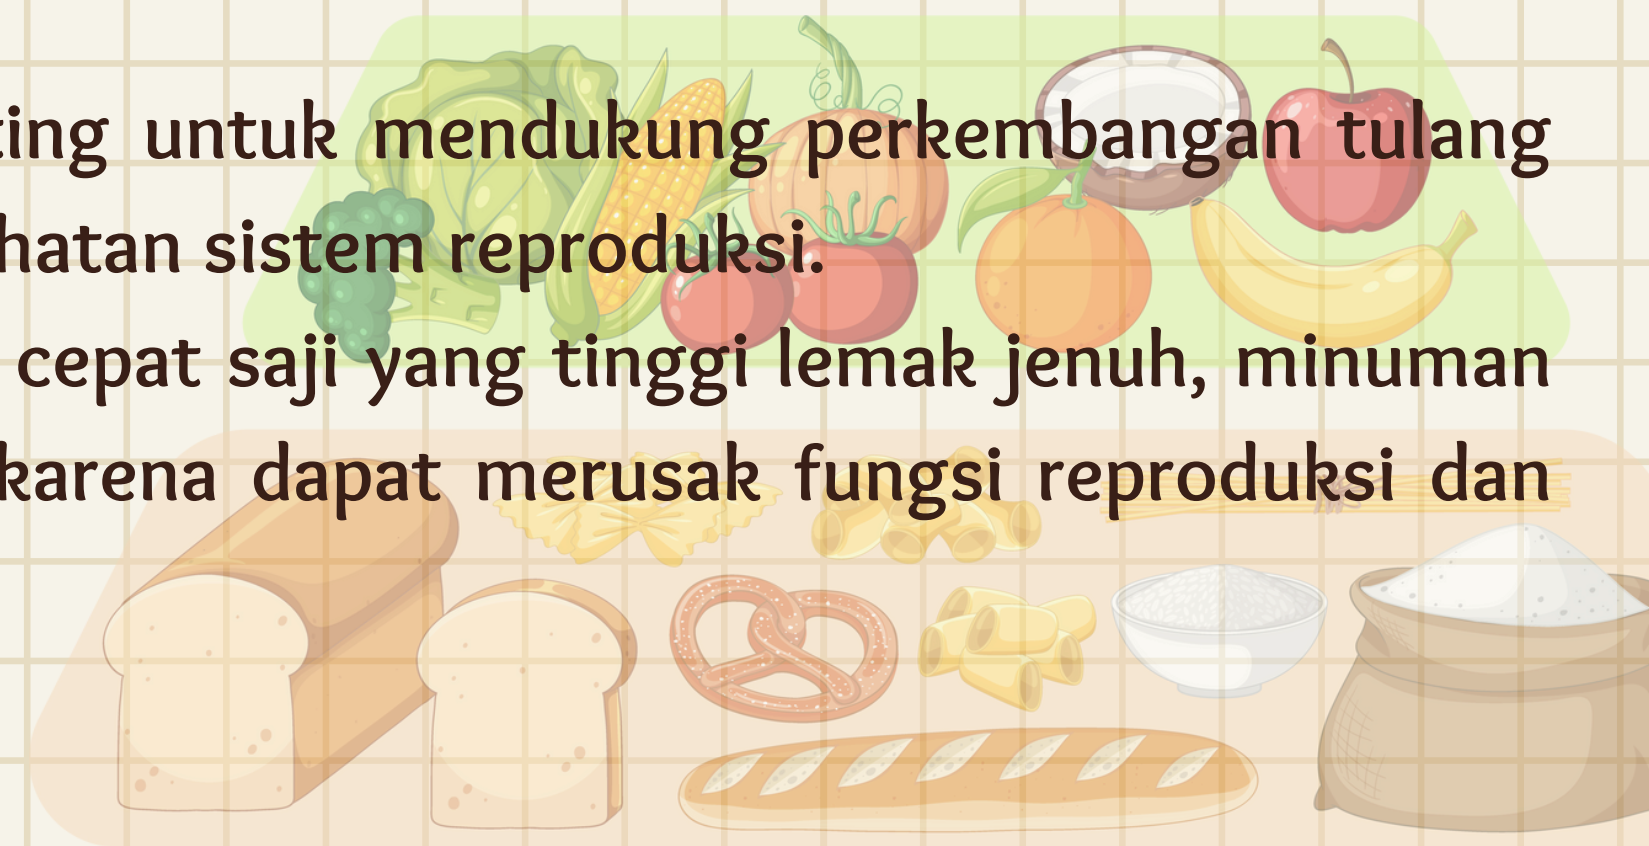 ting untuk mendukung perkembangan tulang
hatan sistem reproduksi.
cepat saji yang tinggi lemak jenuh, minuman
karena dapat merusak fungsi reproduksi dan